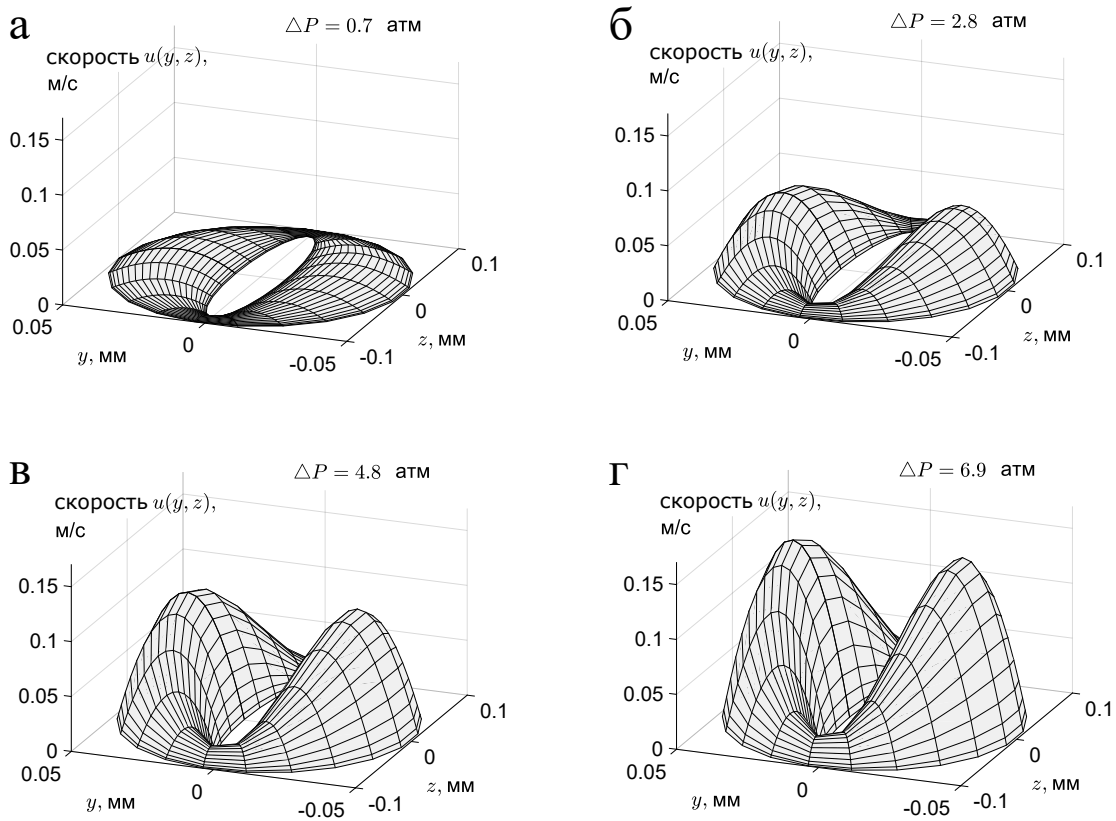 а
△P = 0.7 атм
скорость u(y, z),
м/с
0.15
0.1
0.05
0
0.05
0
-0.05
y, мм
-0.1
0
0.1
z, мм
б
△P = 2.8 атм
скорость u(y, z),
м/с
0.15
0.1
0.05
0
0.05
0
-0.05
y, мм
-0.1
0
0.1
z, мм
в
△P = 4.8 атм
скорость u(y, z),
м/с
0.15
0.1
0.05
0
0.05
0
-0.05
y, мм
-0.1
0
0.1
z, мм
г
△P = 6.9 атм
скорость u(y, z),
м/с
0.15
0.1
0.05
0
0.05
0
-0.05
y, мм
-0.1
0
0.1
z, мм